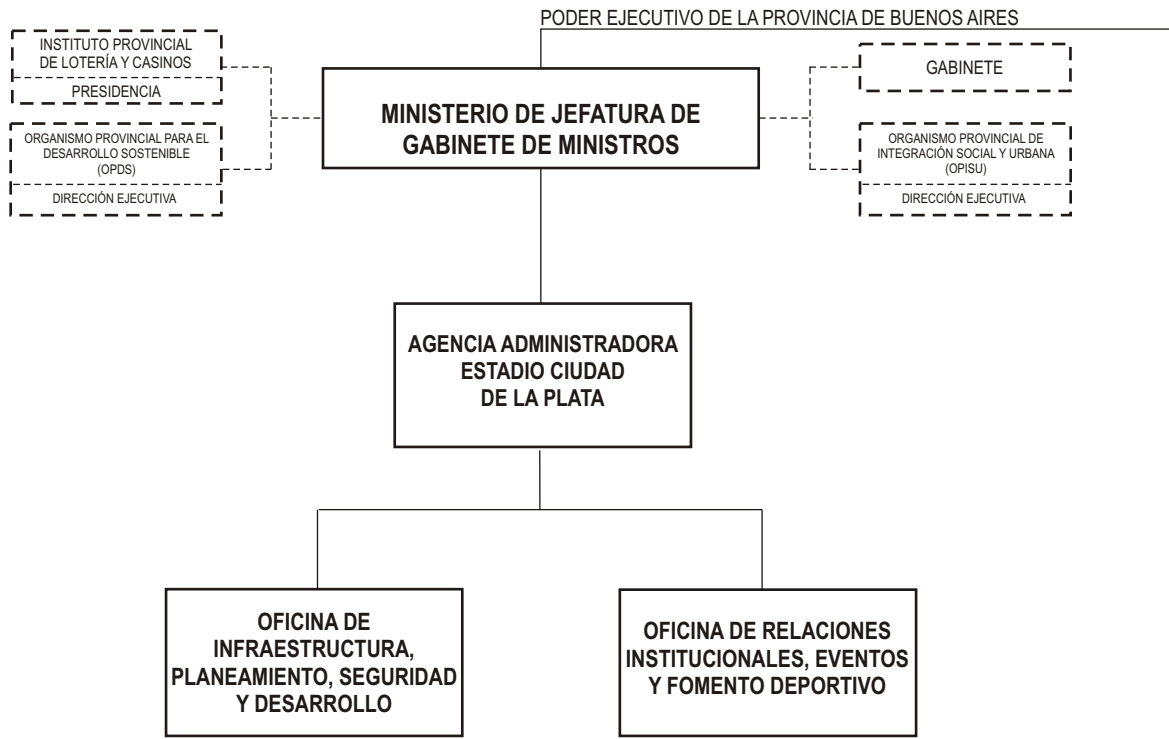 PODER EJECUTIVO DE LA PROVINCIA DE BUENOS AIRES
INSTITUTO PROVINCIAL
DE LOTERÍA Y CASINOS
PRESIDENCIA
ORGANISMO PROVINCIAL PARA EL
DESARROLLO SOSTENIBLE
(OPDS)
DIRECCIÓN EJECUTIVA
MINISTERIO DE JEFATURA DE
GABINETE DE MINISTROS
GABINETE
ORGANISMO PROVINCIAL DE
INTEGRACIÓN SOCIAL Y URBANA
(OPISU)
DIRECCIÓN EJECUTIVA
AGENCIA ADMINISTRADORA
ESTADIO CIUDAD
DE LA PLATA
OFICINA DE
INFRAESTRUCTURA,
PLANEAMIENTO, SEGURIDAD
Y DESARROLLO
OFICINA DE RELACIONES
INSTITUCIONALES, EVENTOS
Y FOMENTO DEPORTIVO